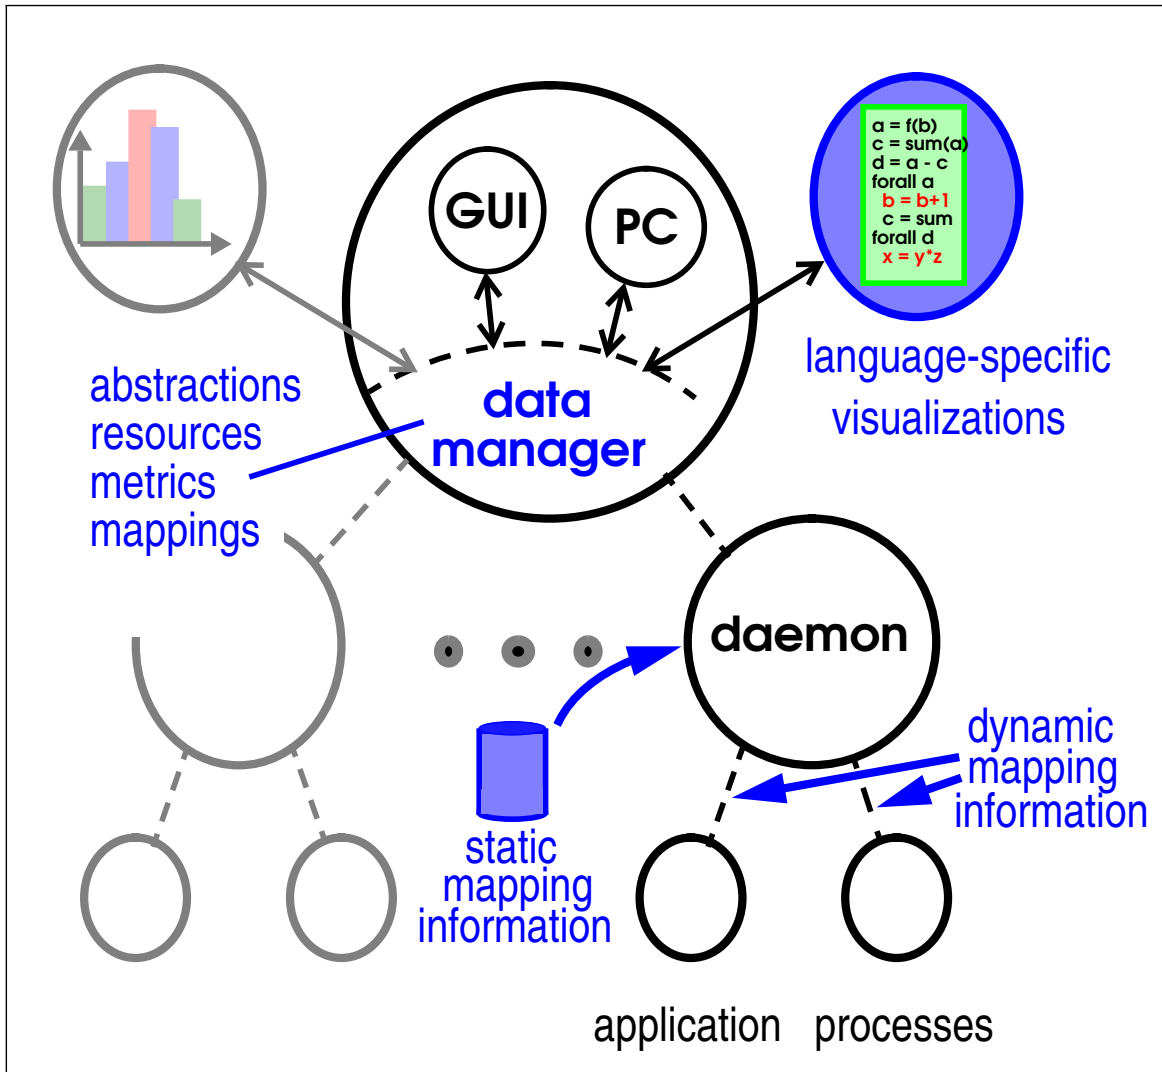 a = f(b)
c = sum(a)
d = a - c
forall a
b = b+1
c = sum
forall d
x = y*z
GUI
PC
language-specific
visualizations
abstractions
resources
metrics
mappings
data
manager
daemon
dynamic
mapping
information
static
mapping
information
application processes